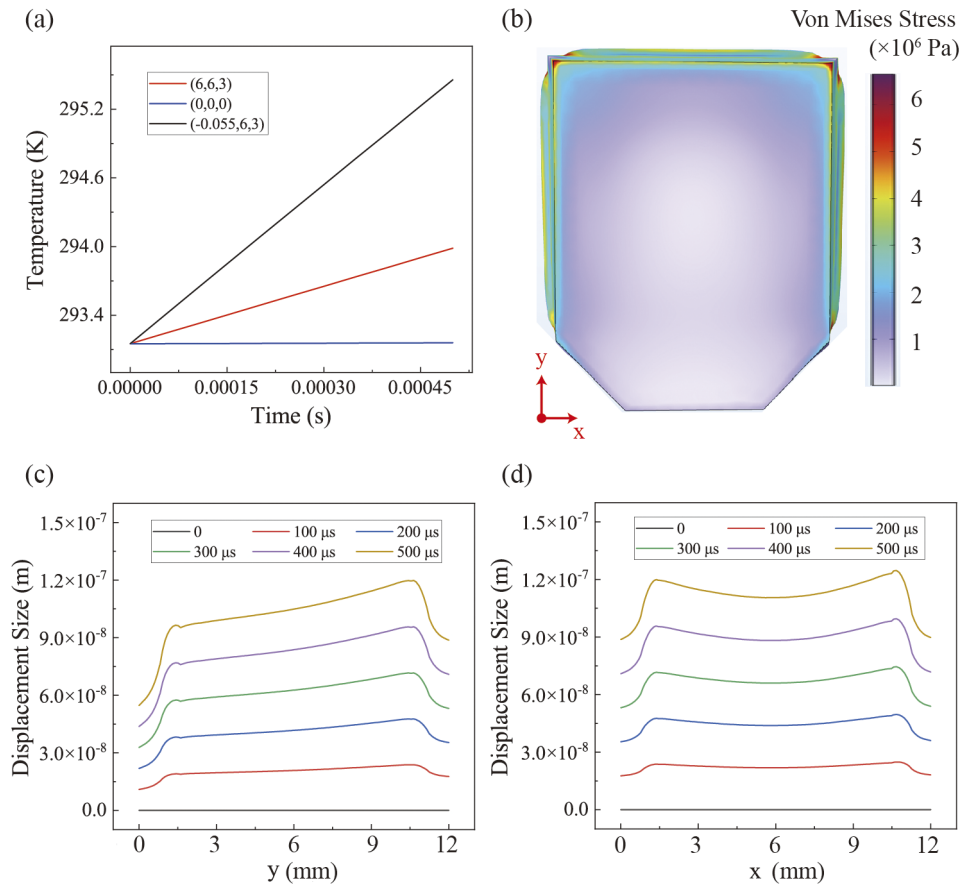 (a)
Temperature (K)
295.2
294.6
294.0
293.4
(6,6,3)
(0,0,0)
(-0.055,6,3)
0.00000 0.00015 0.00030 0.00045
Time (s)
(b)
Von Mises Stress
(×10⁶ Pa)
6
5
4
3
2
1
y
x
(c)
Displacement Size (m)
1.5×10⁻⁷
1.2×10⁻⁷
9.0×10⁻⁸
6.0×10⁻⁸
3.0×10⁻⁸
0.0
0 100 μs 200 μs
300 μs 400 μs 500 μs
0 3 6 9 12
y (mm)
(d)
Displacement Size (m)
1.5×10⁻⁷
1.2×10⁻⁷
9.0×10⁻⁸
6.0×10⁻⁸
3.0×10⁻⁸
0.0
0 100 μs 200 μs
300 μs 400 μs 500 μs
0 3 6 9 12
x (mm)